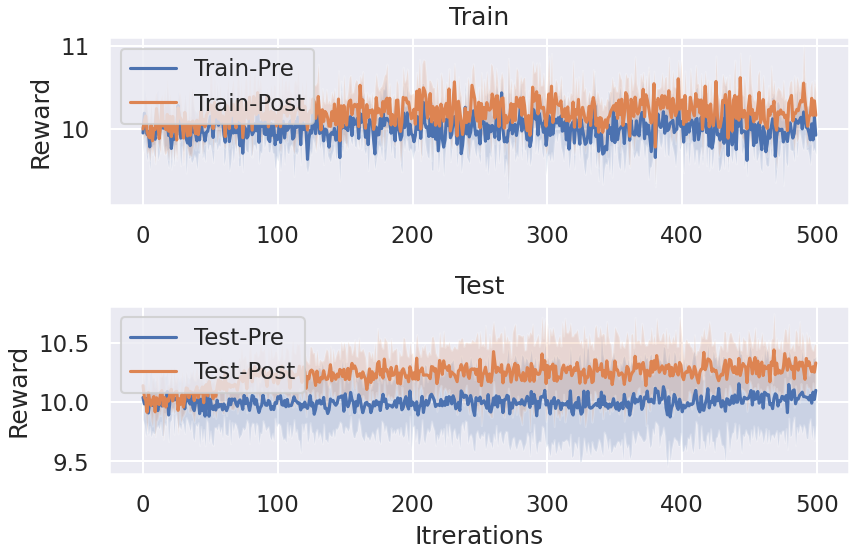 Train
Reward
11
10
Train-Pre
Train-Post
0 100 200 300 400 500
Test
Reward
10.5
10.0
9.5
Test-Pre
Test-Post
0 100 200 300 400 500
Itrerations